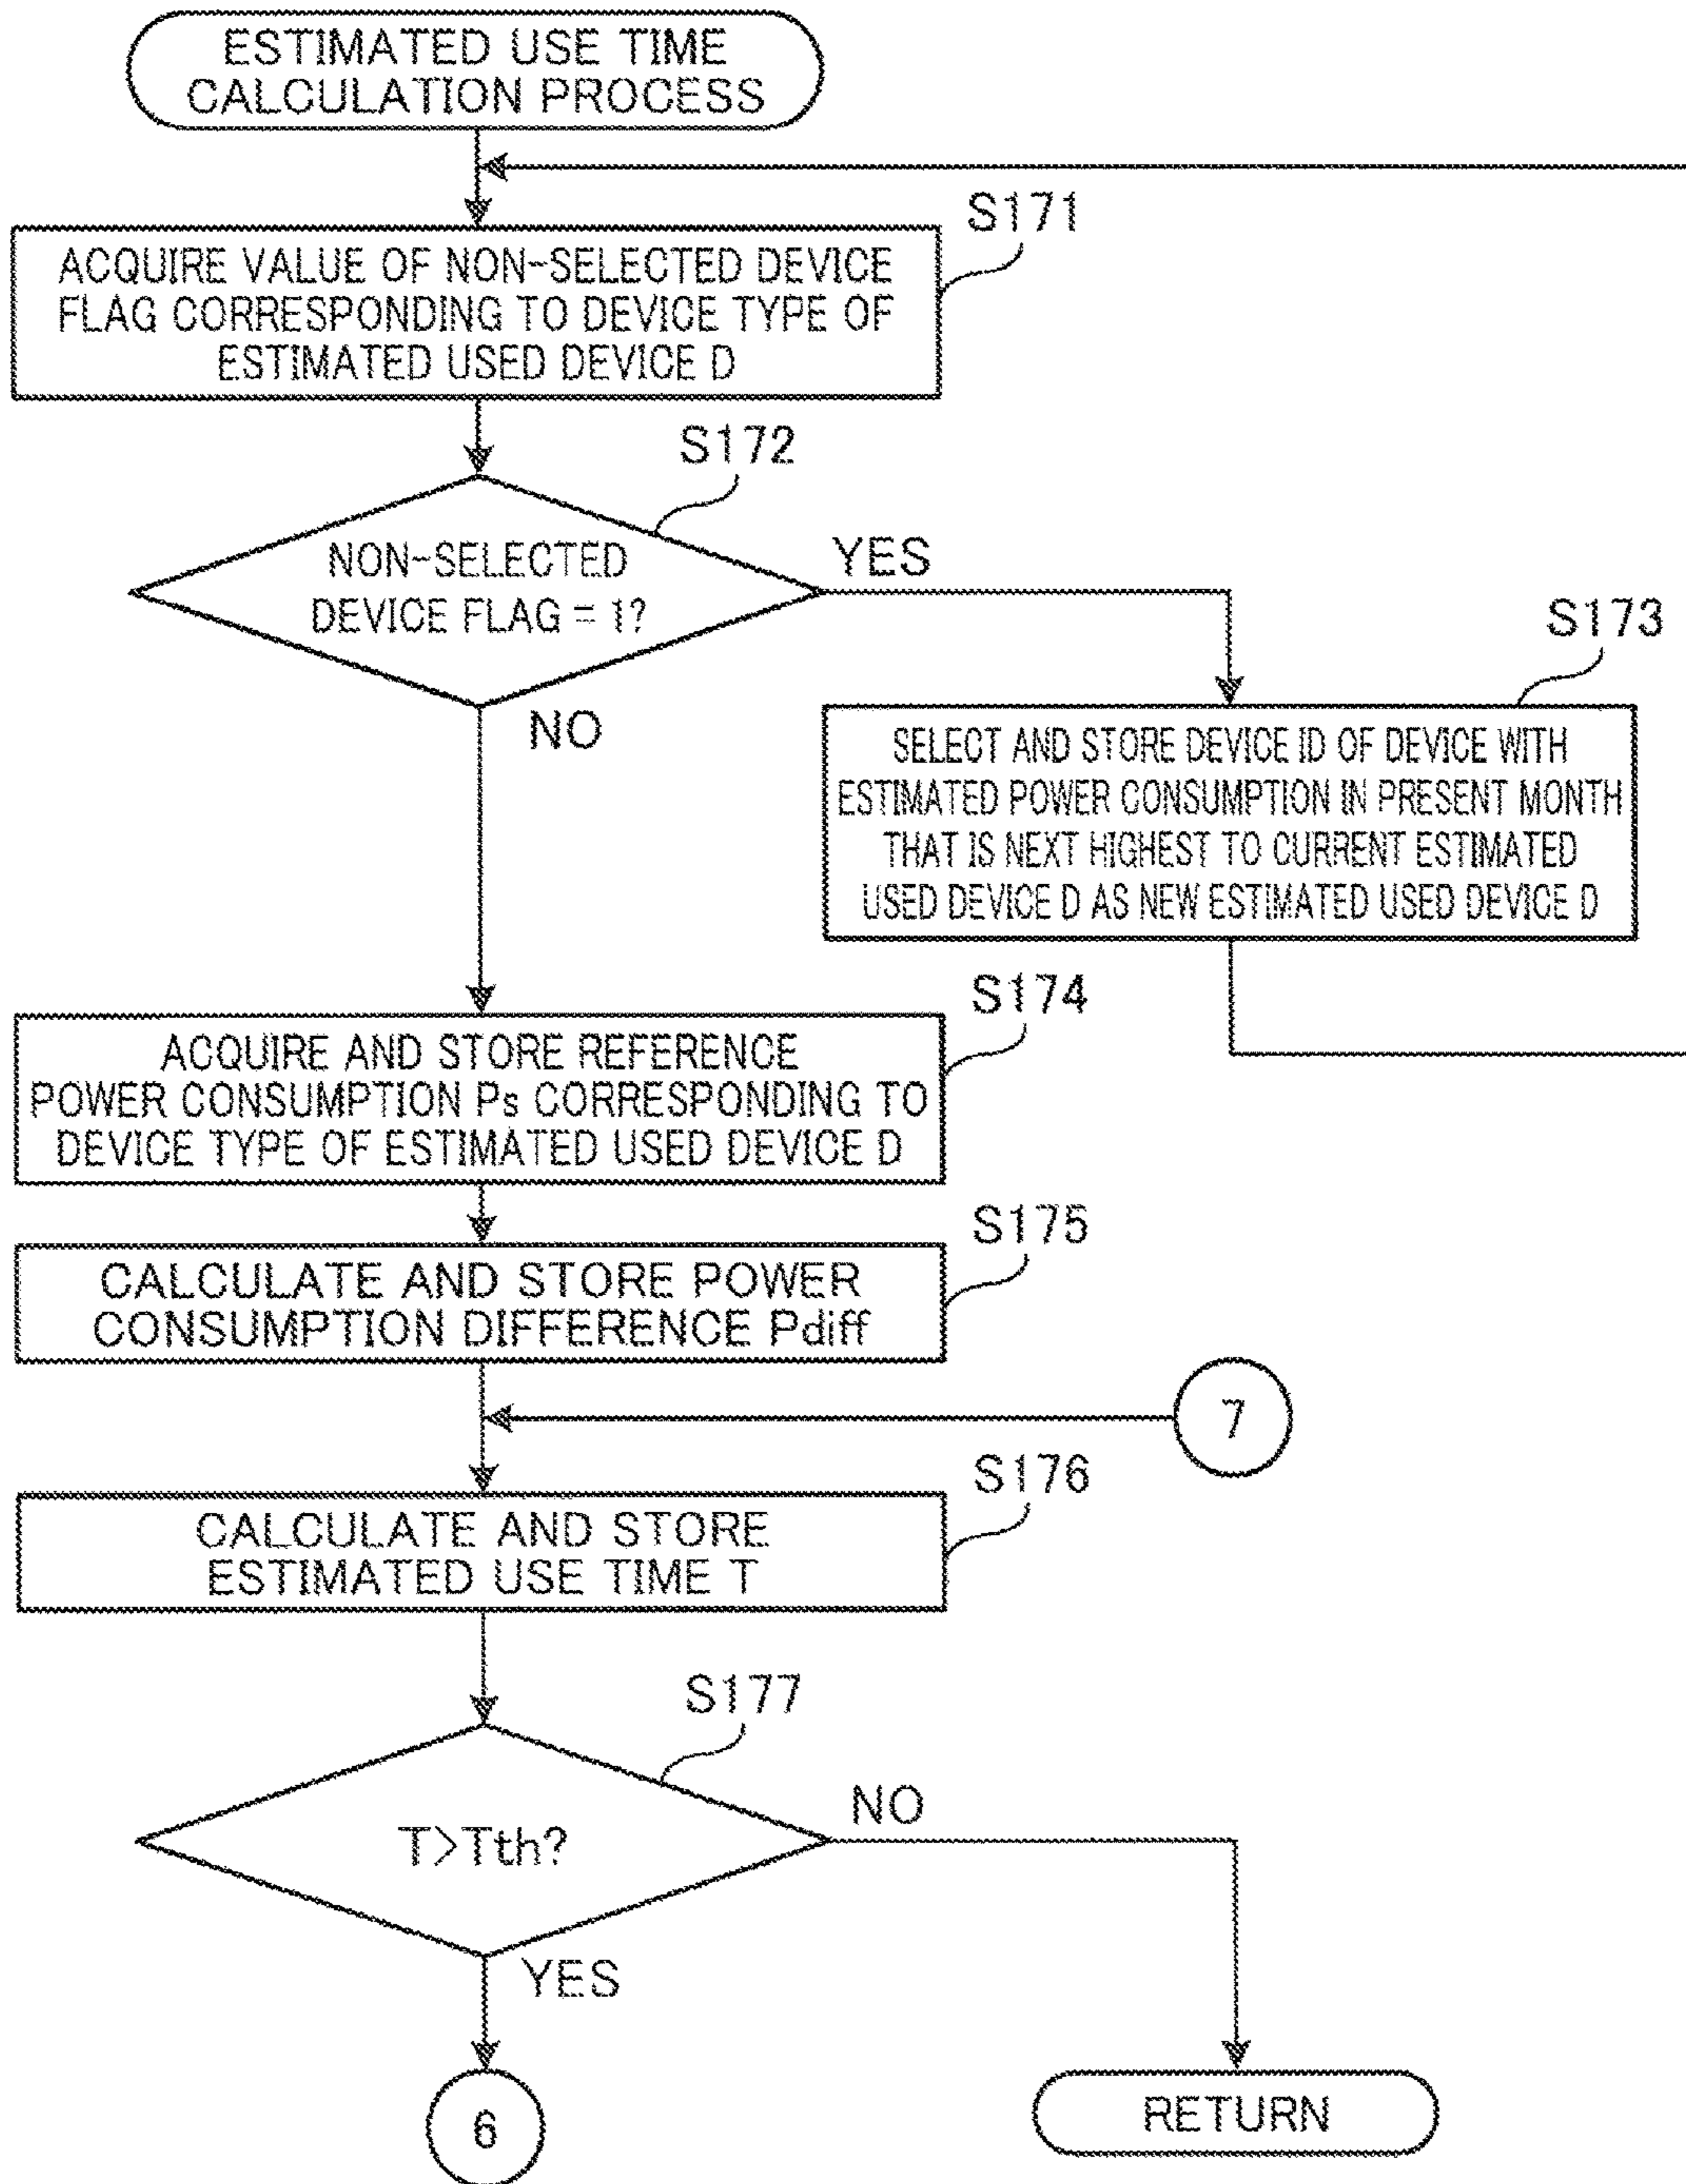 ESTIMATED USE TIME
CALCULATION PROCESS
S171
ACQUIRE VALUE OF NON-SELECTED DEVICE
FLAG CORRESPONDING TO DEVICE TYPE OF
ESTIMATED USED DEVICE D
S172
NON-SELECTED
DEVICE FLAG = 1?
YES
NO
S173
SELECT AND STORE DEVICE ID OF DEVICE WITH
ESTIMATED POWER CONSUMPTION IN PRESENT MONTH
THAT IS NEXT HIGHEST TO CURRENT ESTIMATED
USED DEVICE D AS NEW ESTIMATED USED DEVICE D
S174
ACQUIRE AND STORE REFERENCE
POWER CONSUMPTION Ps CORRESPONDING TO
DEVICE TYPE OF ESTIMATED USED DEVICE D
S175
CALCULATE AND STORE POWER
CONSUMPTION DIFFERENCE Pdiff
7
S176
CALCULATE AND STORE
ESTIMATED USE TIME T
S177
T>Tth?
NO
YES
6
RETURN